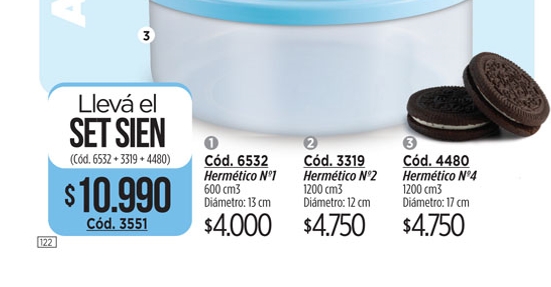 A
3
Llevá el
SET SIEN
(Cód. 6532 + 3319 + 4480)
$10.990
Cód. 3551
1
Cód. 6532
Hermético Nº1
600 cm3
Diámetro: 13 cm
$4.000
2
Cód. 3319
Hermético Nº2
1200 cm3
Diámetro: 12 cm
$4.750
3
Cód. 4480
Hermético Nº4
1200 cm3
Diámetro: 17 cm
$4.750
122